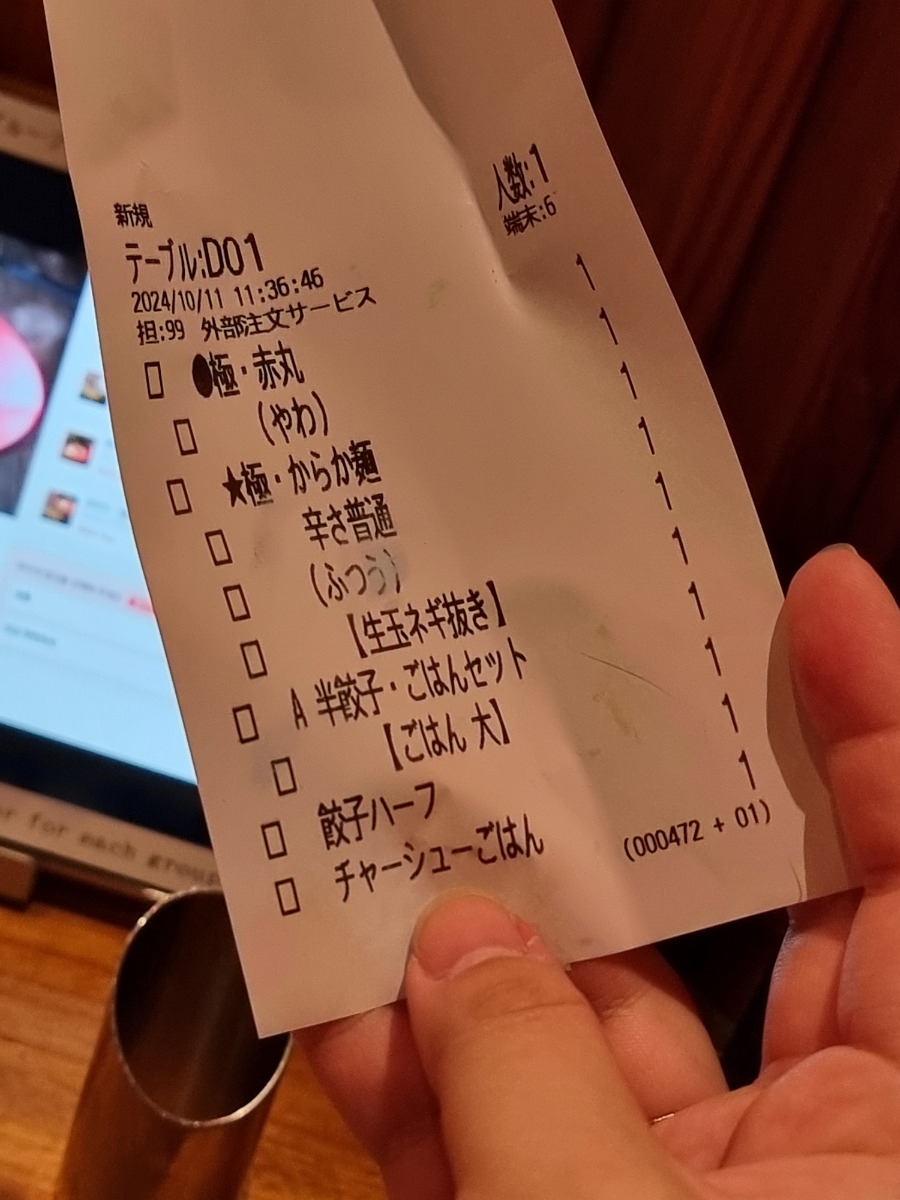 人数:1
新規
端末:6
テーブル:D01
2024/10/11 11:36:46
担:99 外部注文サービス
□ ●極・赤丸 1
□ (やわ) 1
□ ★極・からか麺 1
□ 辛さ普通 1
□ (ふつう) 1
□ 【生玉ネギ抜き】 1
□ A 半餃子・ごはんセット 1
□ 【ごはん 大】 1
□ 餃子ハーフ 1
□ チャーシューごはん 1
(000472 + 01)
or for each group